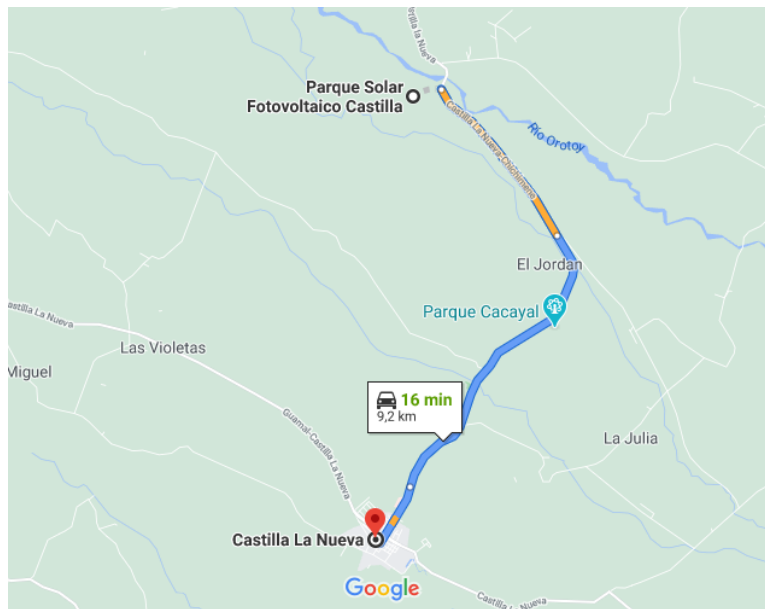 Castilla La Nueva
Parque Solar
Fotovoltaico Castilla
Castilla La Nueva-Chichimene
Río Orotoy
El Jordan
Parque Cacayal
Castilla La Nueva
Las Violetas
Miguel
16 min
9,2 km
Guamal-Castilla La Nueva
La Julia
Castilla La Nueva
Google
Castilla La Nueva